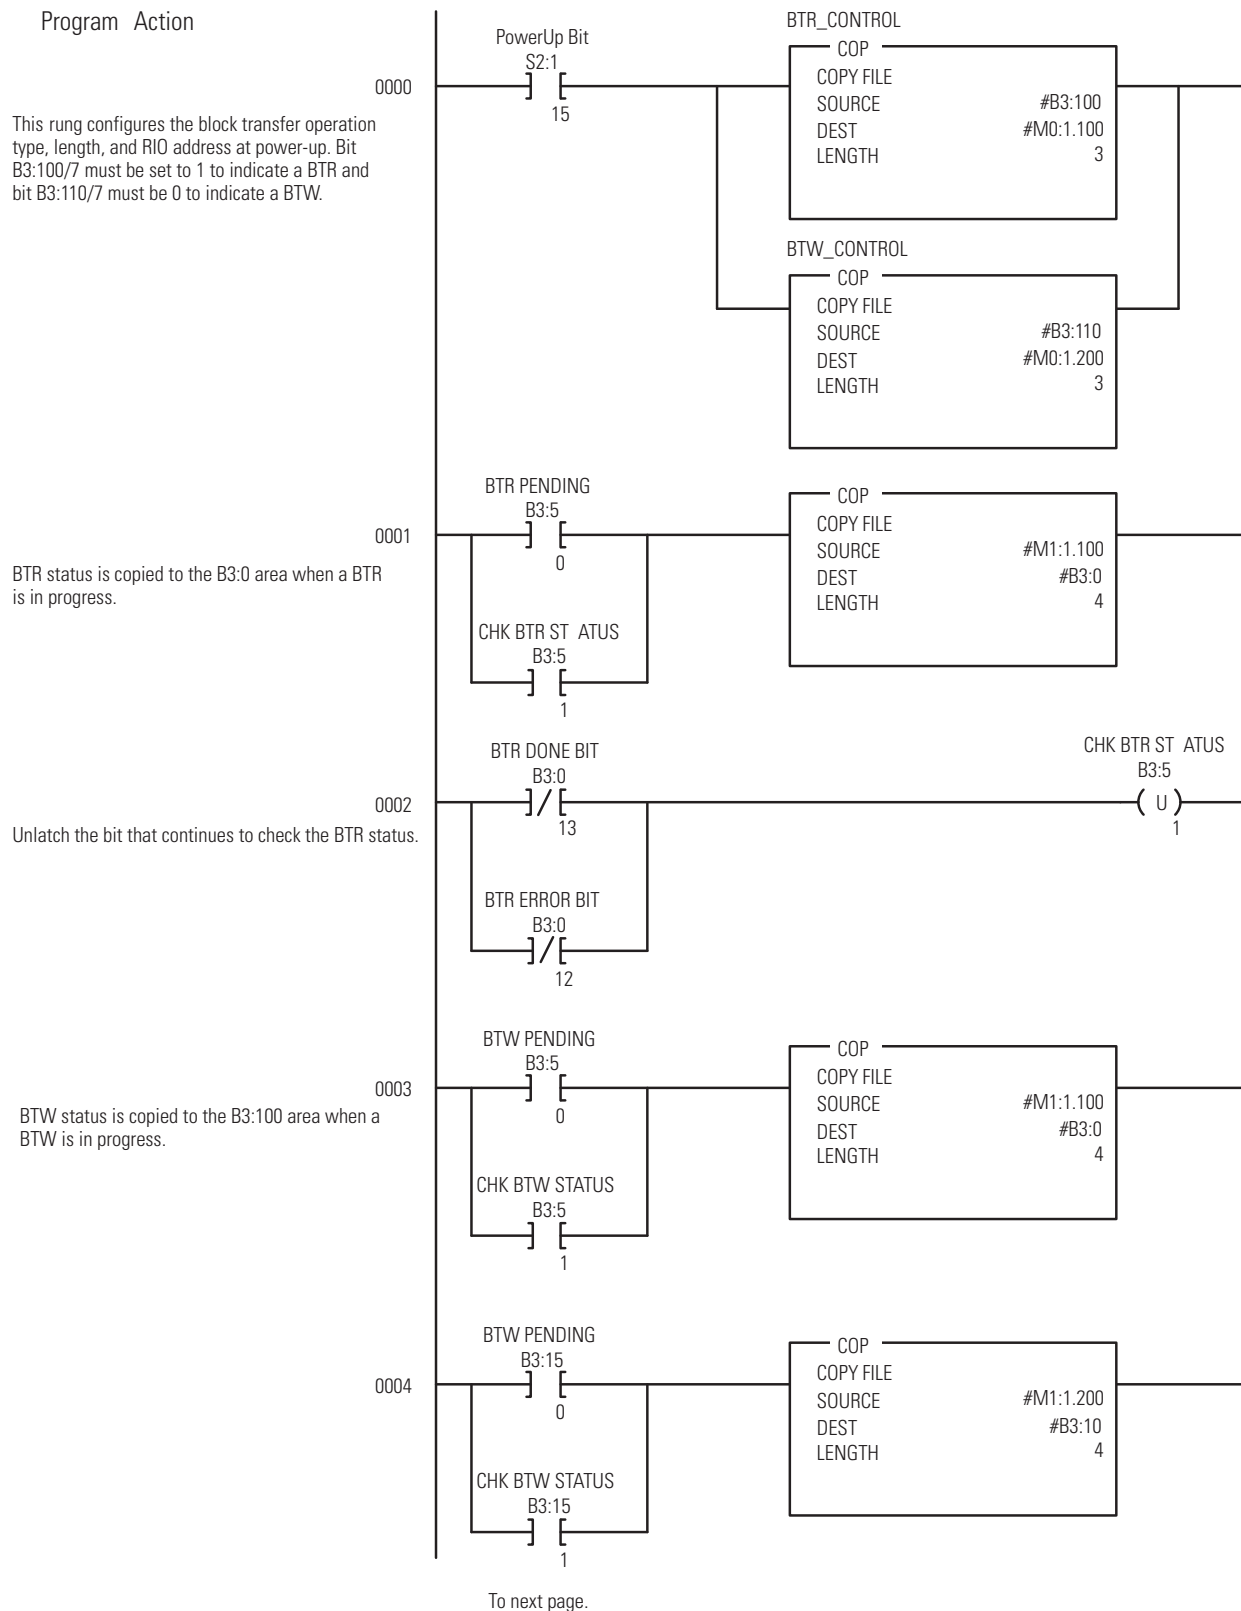 Program Action
PowerUp Bit
S2:1
15
0000
This rung configures the block transfer operation
type, length, and RIO address at power-up. Bit
B3:100/7 must be set to 1 to indicate a BTR and
bit B3:110/7 must be 0 to indicate a BTW.
BTR_CONTROL
COP
COPY FILE
SOURCE #B3:100
DEST #M0:1.100
LENGTH 3
BTW_CONTROL
COP
COPY FILE
SOURCE #B3:110
DEST #M0:1.200
LENGTH 3
BTR PENDING
B3:5
0
0001
BTR status is copied to the B3:0 area when a BTR
is in progress.
CHK BTR ST ATUS
B3:5
1
COP
COPY FILE
SOURCE #M1:1.100
DEST #B3:0
LENGTH 4
BTR DONE BIT
B3:0
13
0002
Unlatch the bit that continues to check the BTR status.
BTR ERROR BIT
B3:0
12
CHK BTR ST ATUS
B3:5
U
1
BTW PENDING
B3:5
0
0003
BTW status is copied to the B3:100 area when a
BTW is in progress.
CHK BTW STATUS
B3:5
1
COP
COPY FILE
SOURCE #M1:1.100
DEST #B3:0
LENGTH 4
BTW PENDING
B3:15
0
0004
CHK BTW STATUS
B3:15
1
COP
COPY FILE
SOURCE #M1:1.200
DEST #B3:10
LENGTH 4
To next page.